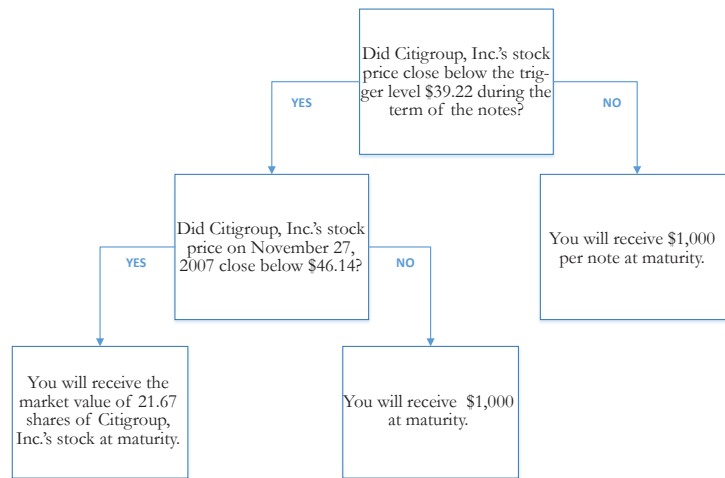 Did Citigroup, Inc.'s stock
price close below the trig-
ger level $39.22 during the
term of the notes?
YES
NO
Did Citigroup, Inc.'s stock
price on November 27,
2007 close below $46.14?
You will receive $1,000
per note at maturity.
YES
NO
You will receive the
market value of 21.67
shares of Citigroup,
Inc.'s stock at maturity.
You will receive $1,000
at maturity.